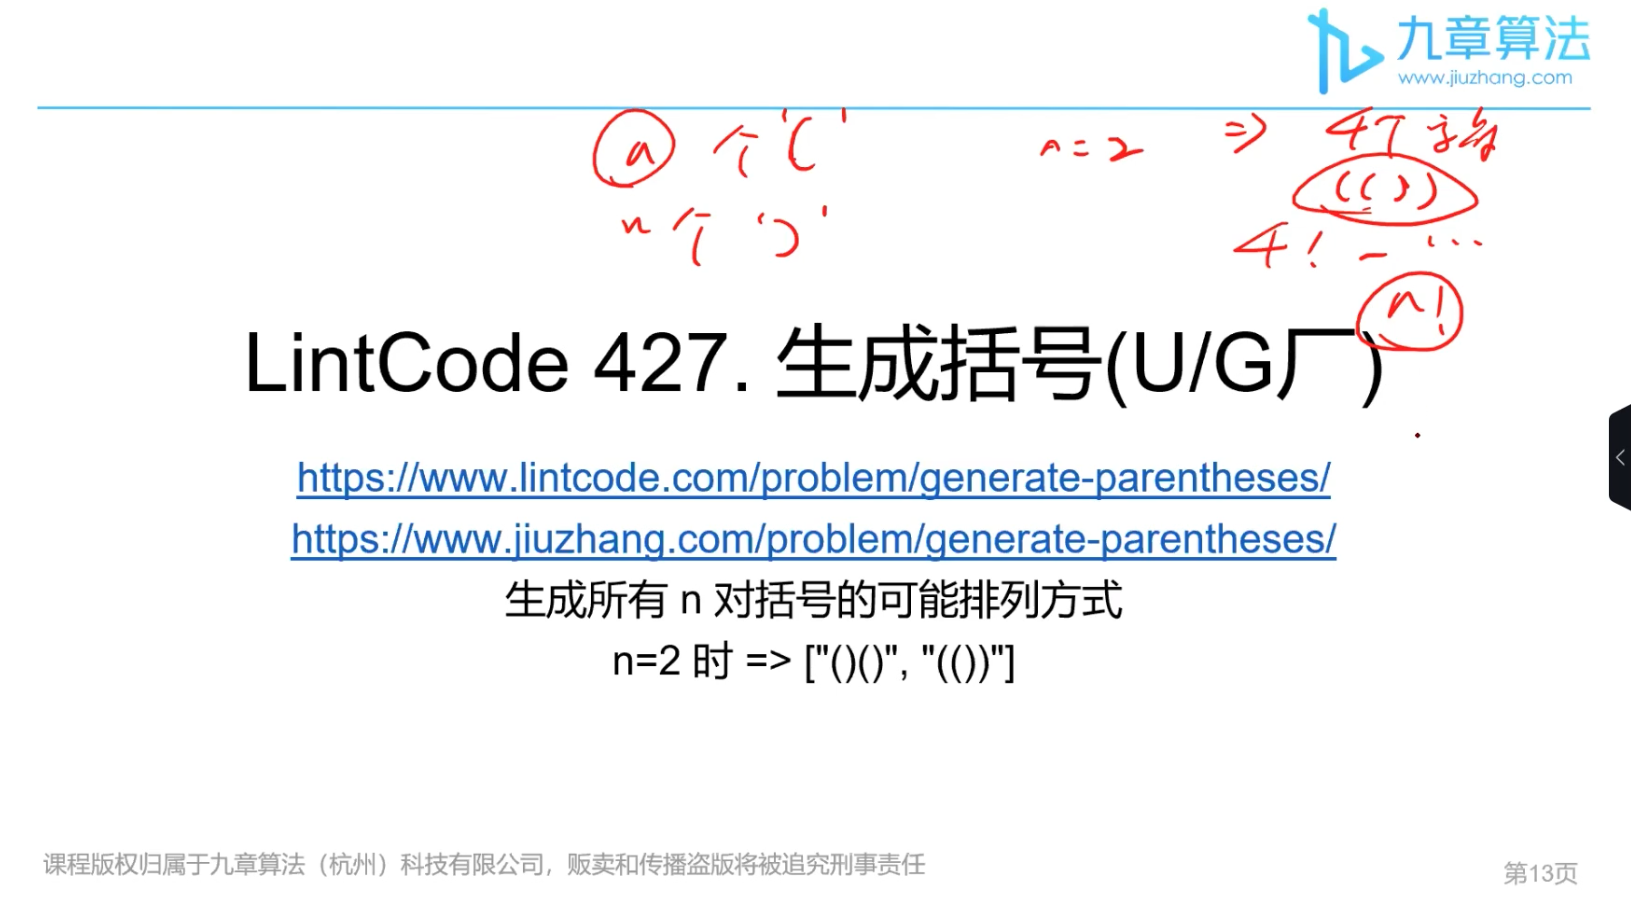 九章算法
www.jiuzhang.com
n 个 '('
n=2 => 4个字符
(())
n 个 ')'
4! - ...
n!
LintCode 427. 生成括号(U/G厂)
https://www.lintcode.com/problem/generate-parentheses/
https://www.jiuzhang.com/problem/generate-parentheses/
生成所有 n 对括号的可能排列方式
n=2 时 => ["()()", "(())"]
课程版权归属于九章算法（杭州）科技有限公司，贩卖和传播盗版将被追究刑事责任
第13页